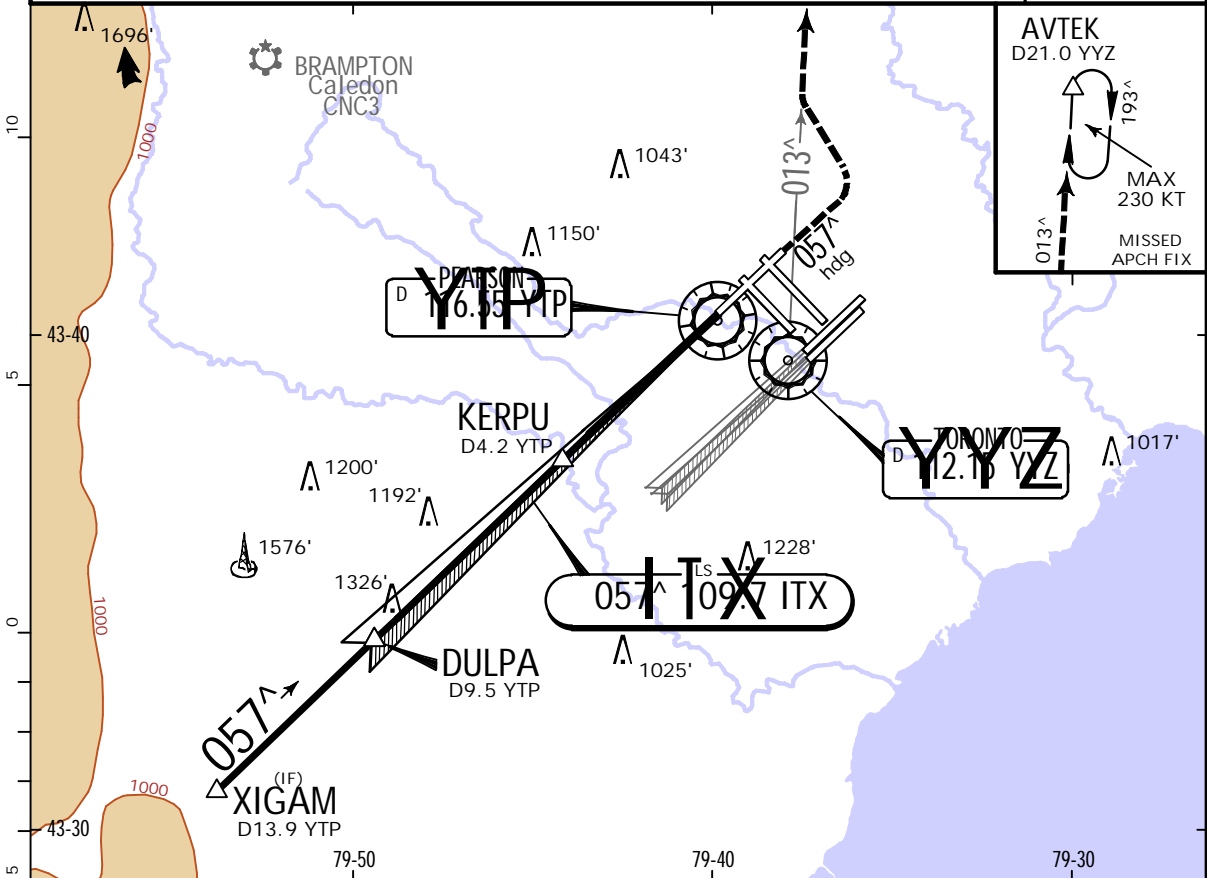 1696'
BRAMPTON
Caledon
CNC3
1000
10
1043'
013^
1150'
057^
hdg
AVTEK
D21.0 YYZ
193^
MAX
230 KT
013^
MISSED
APCH FIX
PEARSON
D 116.55 YTP
YTP
43-40
5
KERPU
D4.2 YTP
TORONTO
D 112.15 YYZ
YYZ
1017'
1200'
1192'
1576'
1326'
1228'
LS
057^ 109.7 ITX
ITX
1000
0
DULPA
D9.5 YTP
1025'
057^
(IF)
XIGAM
D13.9 YTP
1000
43-30
5
79-50
79-40
79-30